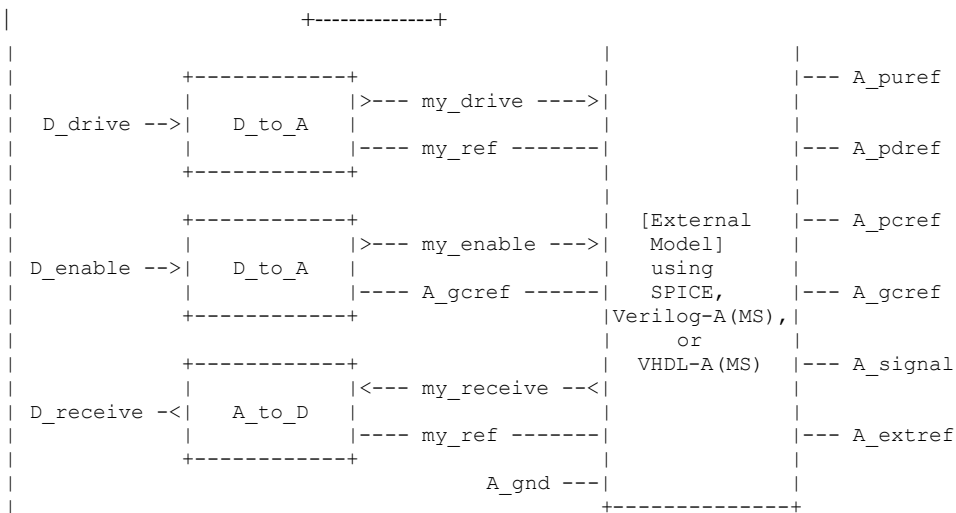 |                                     +--------------+
|                                                                       |                      |
|                     +------------+                               |                      |--- A_puref
|                     |            |>--- my_drive ---->|                      |
|   D_drive -->|   D_to_A   |                               |                      |
|                     |            |---- my_ref -------|                      |--- A_pdref
|                     +------------+                               |                      |
|                                                                       |                      |
|                     +------------+                               |   [External     |--- A_pcref
|                     |            |>--- my_enable --->|    Model]        |
| D_enable -->|   D_to_A   |                               |    using         |
|                     |            |---- A_gcref ------|    SPICE,        |--- A_gcref
|                     +------------+                               |Verilog-A(MS),|
|                                                                       |      or          |
|                     +------------+                               |  VHDL-A(MS)   |--- A_signal
|                     |            |<--- my_receive --<|                      |
| D_receive -<|   A_to_D   |                               |                      |
|                     |            |---- my_ref -------|                      |--- A_extref
|                     +------------+                               |                      |
|                                                      A_gnd ---|                      |
|                                                                       +---------------+